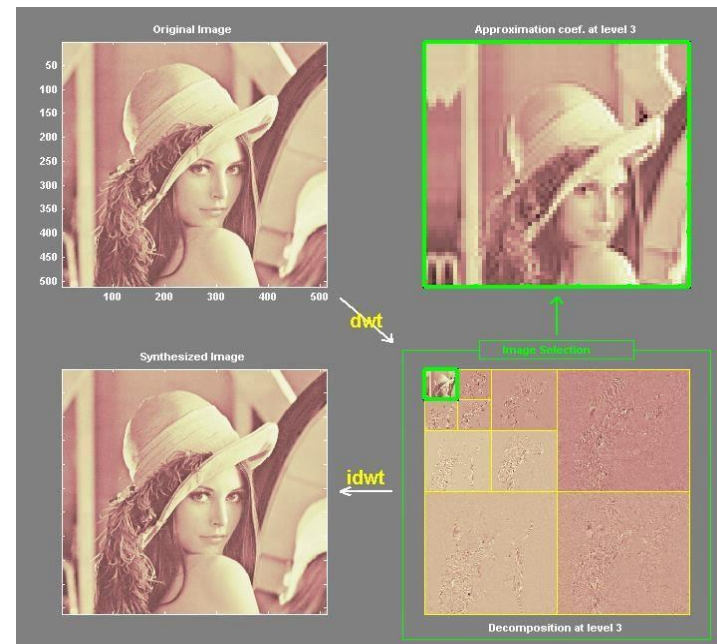 Original Image
50
100
150
200
250
300
350
400
450
500
100 200 300 400 500
Approximation coef. at level 3
dwt
Image Selection
Synthesized Image
idwt
Decomposition at level 3